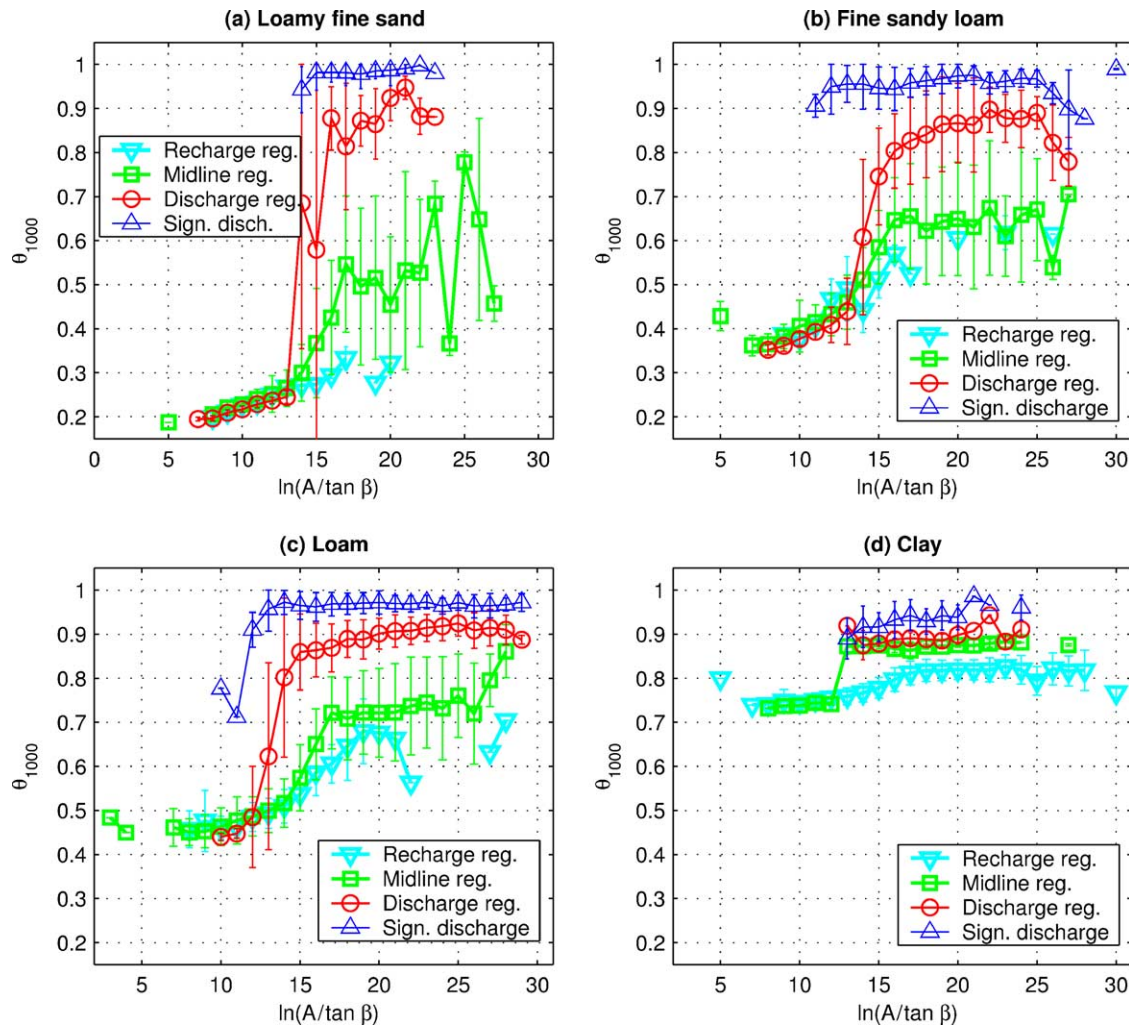 (a) Loamy fine sand
1
0.9
0.8
0.7
0.6
0.5
0.4
0.3
0.2
θ1000
Recharge reg.
Midline reg.
Discharge reg.
Sign. disch.
0 5 10 15 20 25 30
ln(A/tan β)
(b) Fine sandy loam
1
0.9
0.8
0.7
0.6
0.5
0.4
0.3
0.2
θ1000
Recharge reg.
Midline reg.
Discharge reg.
Sign. discharge
5 10 15 20 25 30
ln(A/tan β)
(c) Loam
1
0.9
0.8
0.7
0.6
0.5
0.4
0.3
0.2
θ1000
Recharge reg.
Midline reg.
Discharge reg.
Sign. discharge
5 10 15 20 25 30
ln(A/tan β)
(d) Clay
1
0.9
0.8
0.7
0.6
0.5
0.4
0.3
0.2
θ1000
Recharge reg.
Midline reg.
Discharge reg.
Sign. discharge
5 10 15 20 25 30
ln(A/tan β)